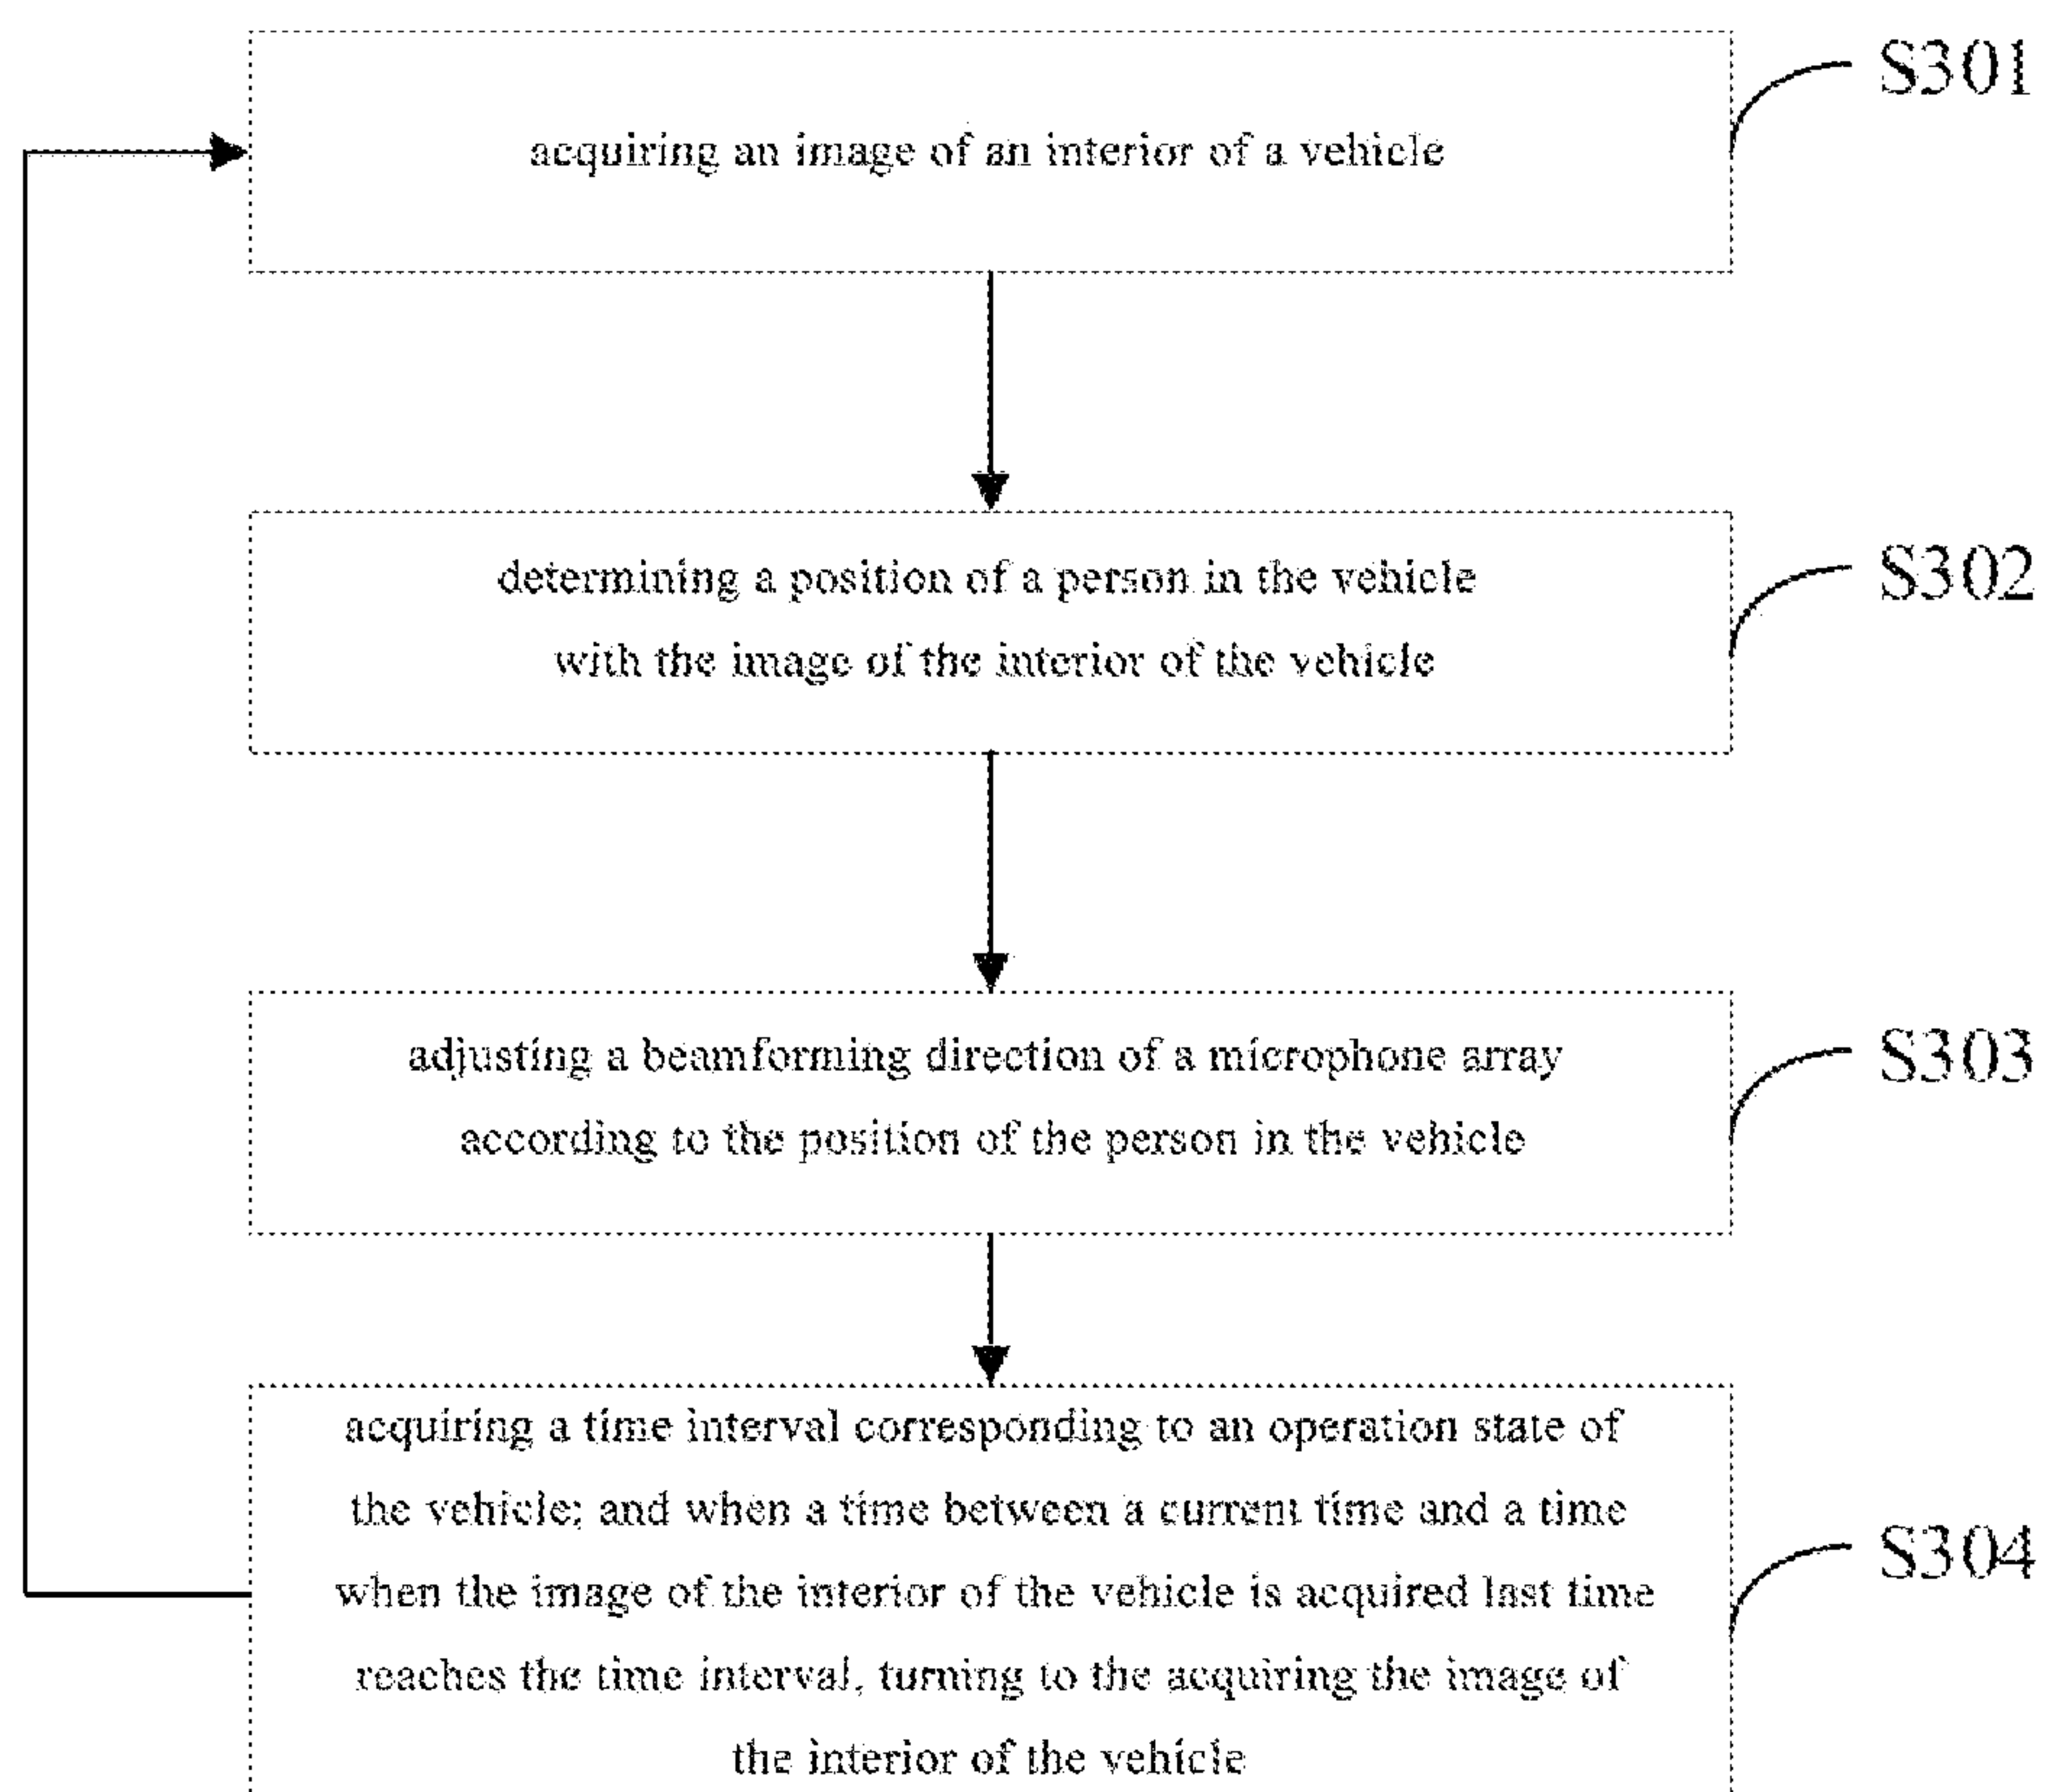 acquiring an image of an interior of a vehicle
S301
determining a position of a person in the vehicle
with the image of the interior of the vehicle
S302
adjusting a beamforming direction of a microphone array
according to the position of the person in the vehicle
S303
acquiring a time interval corresponding to an operation state of
the vehicle; and when a time between a current time and a time
when the image of the interior of the vehicle is acquired last time
reaches the time interval, turning to the acquiring the image of
the interior of the vehicle
S304